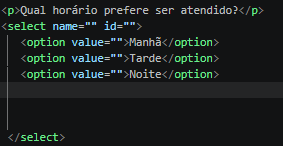 <p>Qual horário prefere ser atendido?</p>
<select name="" id="">
<option value="">Manhã</option>
<option value="">Tarde</option>
<option value="">Noite</option>
</select>